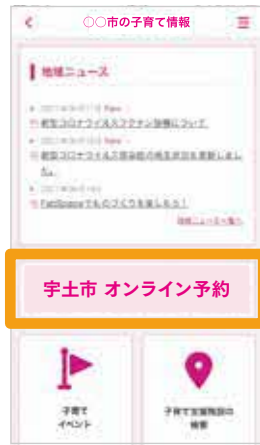 ○○市の子育て情報
地域ニュース
新型コロナウイルスワクチン接種について
新型コロナウイルス感染症の発生状況を更新しまし
た。
FabSpaceでものづくりを楽しもう!
地域ニュース一覧へ
宇土市 オンライン予約
子育て
イベント
子育て支援施設の
検索